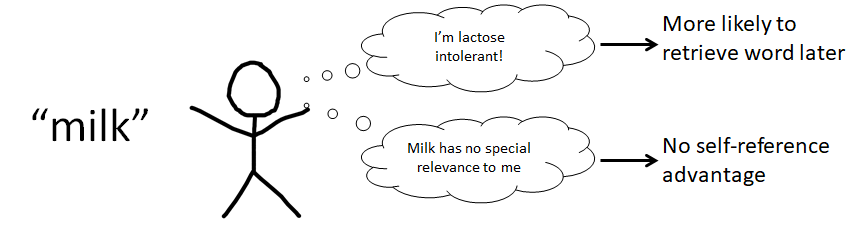 “milk”
I’m lactose
intolerant!
More likely to
retrieve word later
Milk has no special
relevance to me
No self-reference
advantage